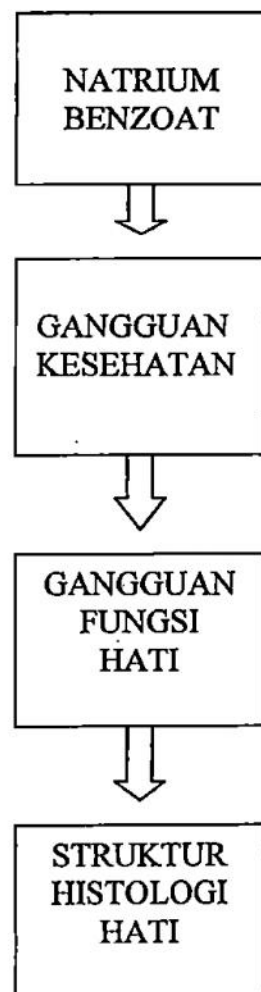 NATRIUM
BENZOAT
GANGGUAN
KESEHATAN
GANGGUAN
FUNGSI
HATI
STRUKTUR
HISTOLOGI
HATI